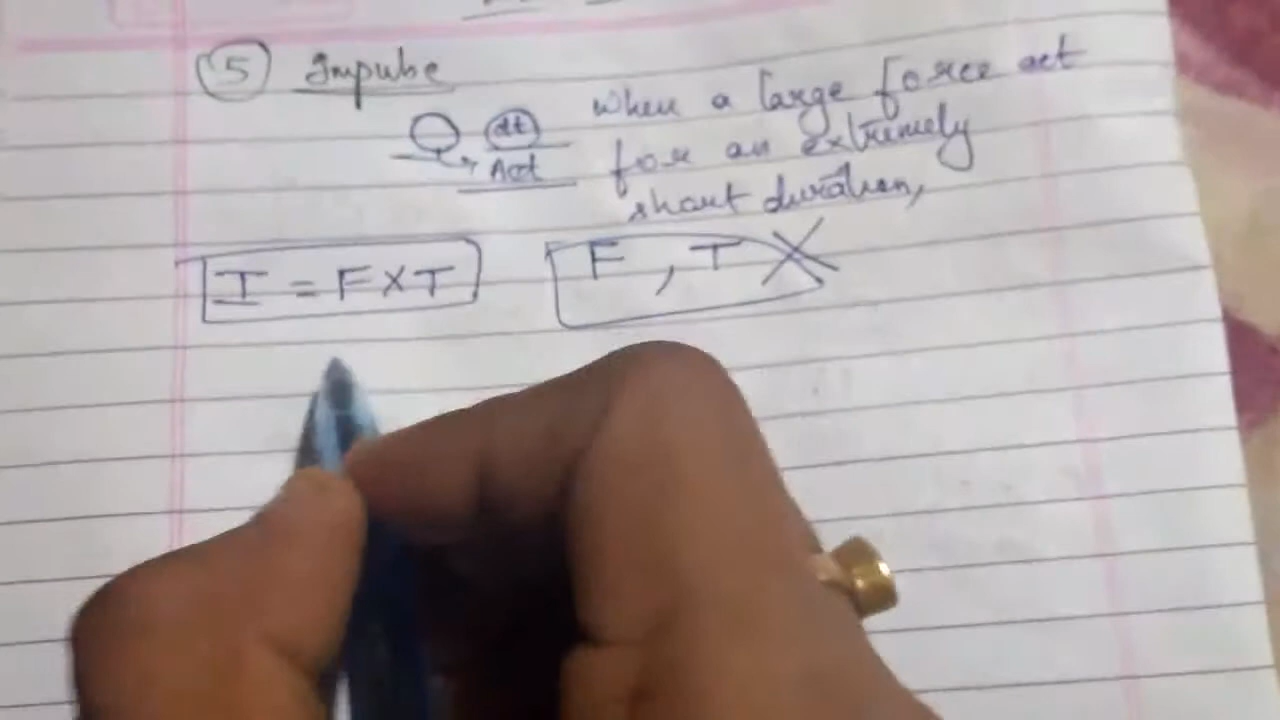 5 Impulse
dt when a large force act
Act for an extremely
short duration,
I = F×T F, T